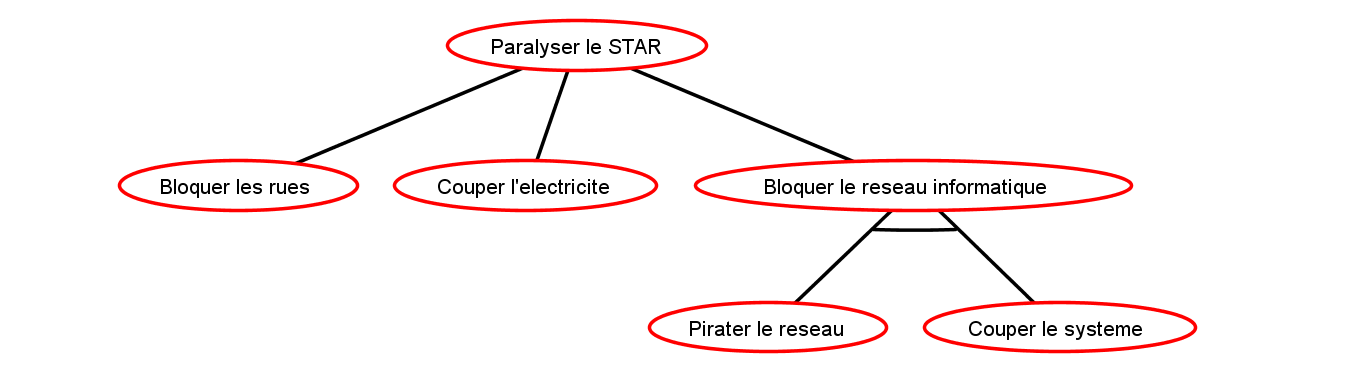 Paralyser le STAR
Bloquer les rues
Couper l'electricite
Bloquer le reseau informatique
Pirater le reseau
Couper le systeme